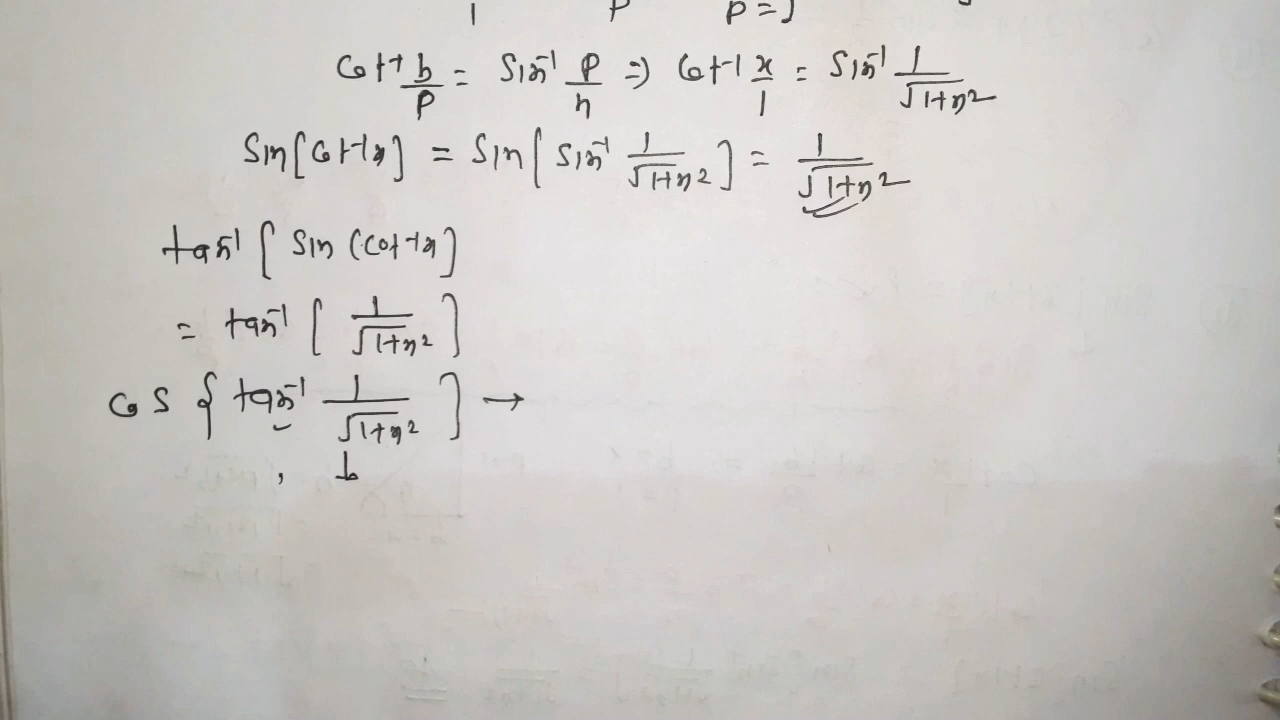 1 P P =
Cot⁻¹ b/P = Sin⁻¹ P/h ⇒ Cot⁻¹ x/1 = Sin⁻¹ 1/√1+x²
Sin[Cot⁻¹x] = Sin[Sin⁻¹ 1/√1+x²] = 1/√1+x²
tan⁻¹[Sin(Cot⁻¹x]
= tan⁻¹[1/√1+x²]
Cos{tan⁻¹ 1/√1+x²] →